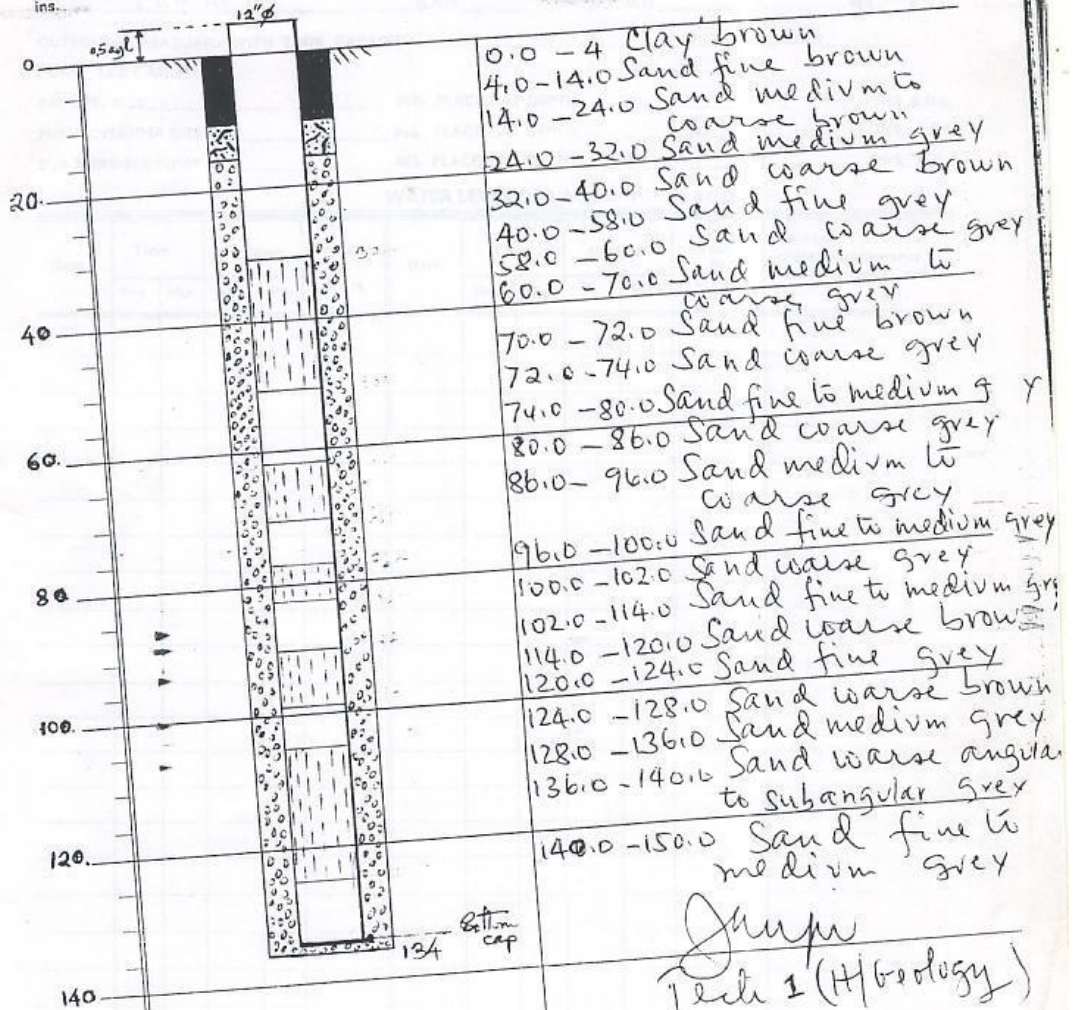 ins.
12"φ
0.5 agl
0
20.
40
60.
80
100.
120.
140
134
Bottom cap
0.0 - 4 Clay brown
4.0-14.0 Sand fine brown
14.0-24.0 Sand medium to
coarse brown
24.0-32.0 Sand medium grey
32.0-40.0 Sand coarse brown
40.0-58.0 Sand fine grey
58.0-60.0 Sand coarse grey
60.0-70.0 Sand medium to
coarse grey
70.0-72.0 Sand fine brown
72.0-74.0 Sand coarse grey
74.0-80.0 Sand fine to medium g y
80.0-86.0 Sand coarse grey
86.0-96.0 Sand medium to
coarse grey
96.0-100.0 Sand fine to medium grey
100.0-102.0 Sand coarse grey
102.0-114.0 Sand fine to medium gre
114.0-120.0 Sand coarse brow
120.0-124.0 Sand fine grey
124.0-128.0 Sand coarse brown
128.0-136.0 Sand medium grey
136.0-140.0 Sand coarse angula
to subangular grey
140.0-150.0 Sand fine to
medium grey
Tech 1 (H/Geology)